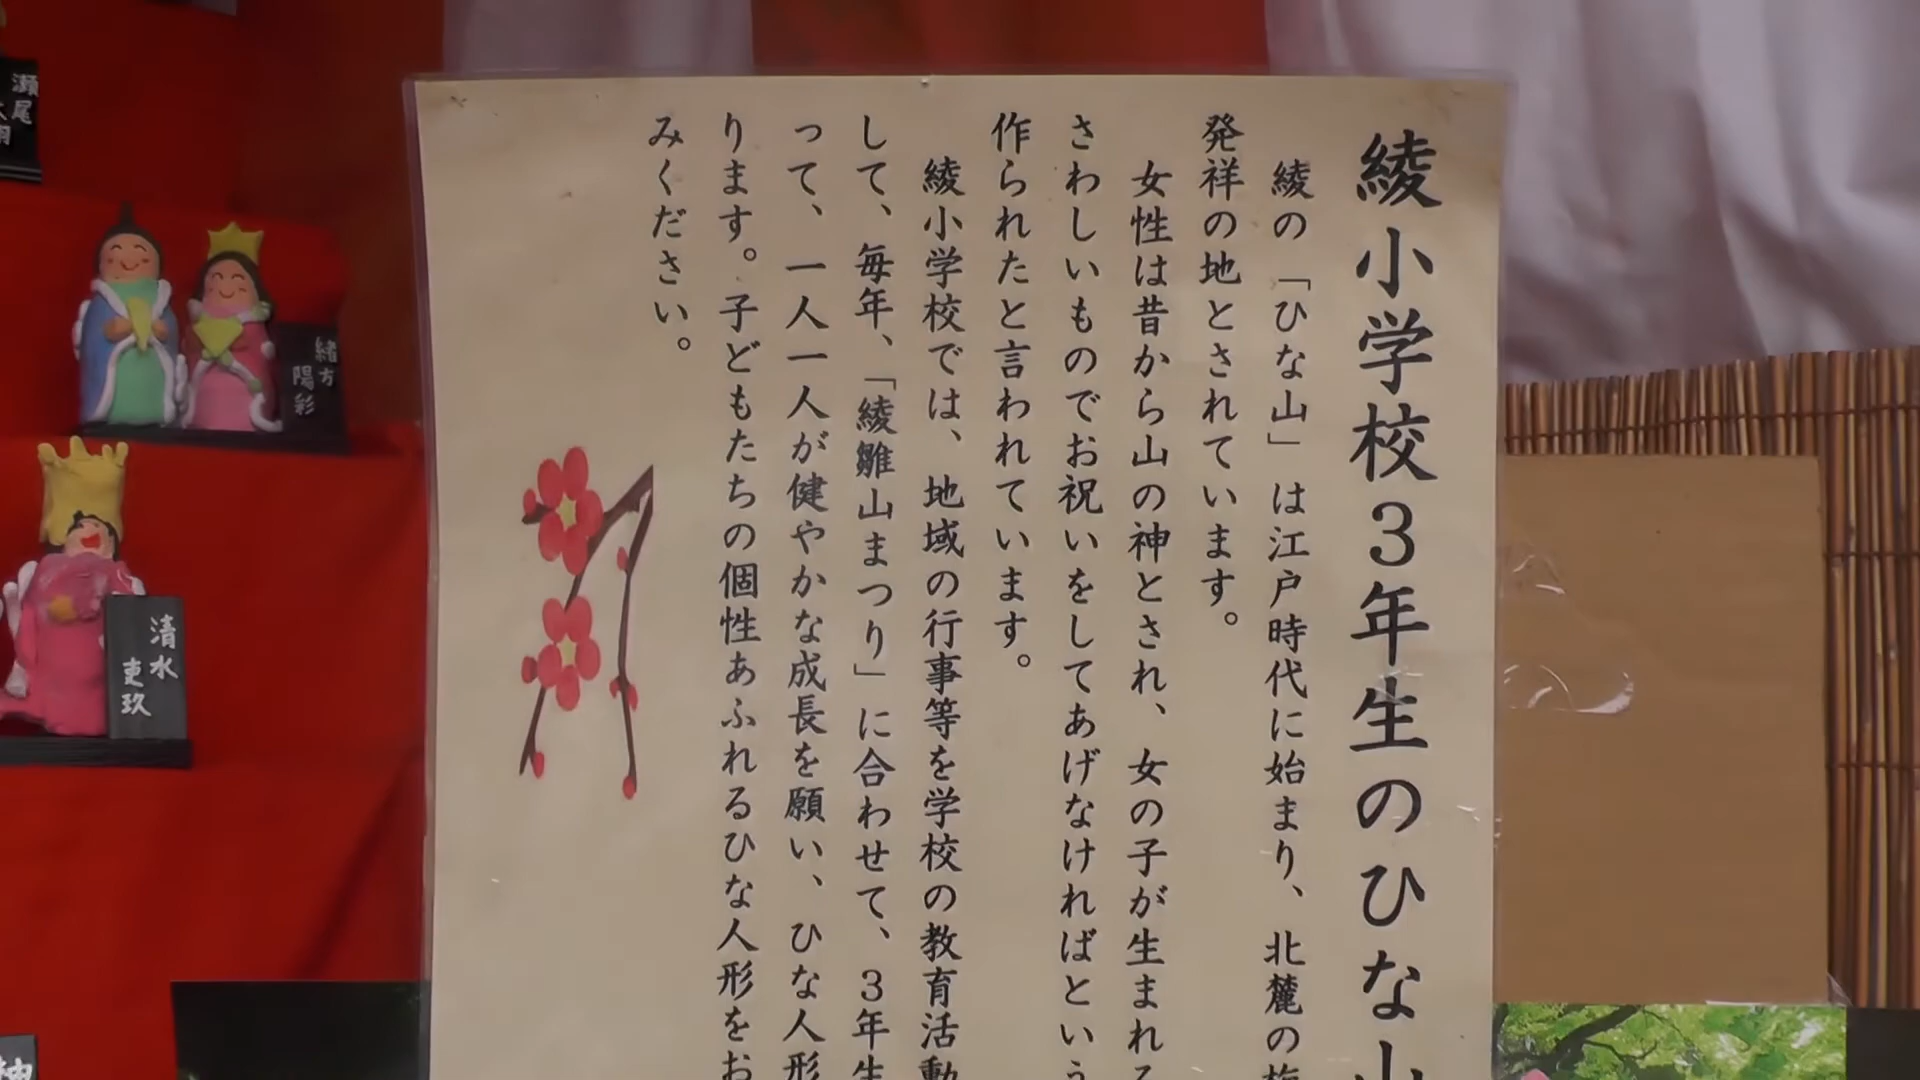 綾小学校3年生のひな山
綾の「ひな山」は江戸時代に始まり、北麓の梅
発祥の地とされています。
女性は昔から山の神とされ、女の子が生まれ
さわしいものでお祝いをしてあげなければという
作られたと言われています。
綾小学校では、地域の行事等を学校の教育活動
して、毎年、「綾雛山まつり」に合わせて、3年生
って、一人一人が健やかな成長を願い、ひな人形
ります。子どもたちの個性あふれるひな人形をお
みください。
緒方
陽彩
清水
吏玖
瀬尾
神